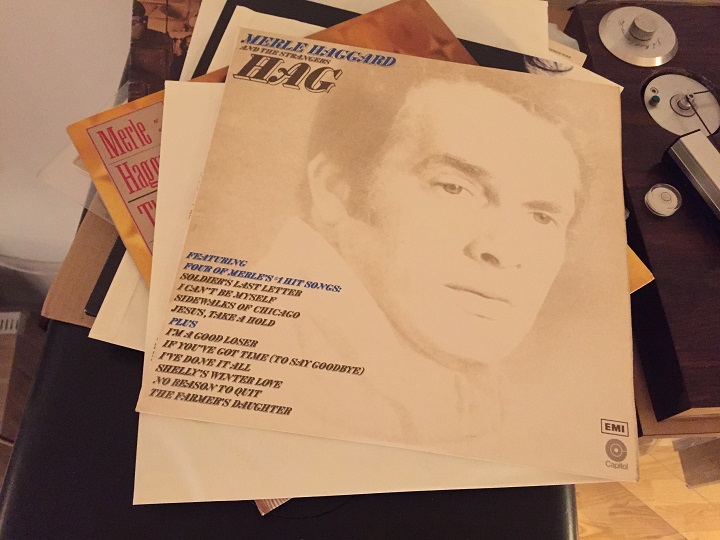 MERLE HAGGARD
AND THE STRANGERS
HAG
FEATURING
FOUR OF MERLE'S #1 HIT SONGS:
SOLDIER'S LAST LETTER
I CAN'T BE MYSELF
SIDEWALKS OF CHICAGO
JESUS, TAKE A HOLD
PLUS
I'M A GOOD LOSER
IF YOU'VE GOT TIME (TO SAY GOODBYE)
I'VE DONE IT ALL
SHELLY'S WINTER LOVE
NO REASON TO QUIT
THE FARMER'S DAUGHTER
EMI
Capitol
Merle